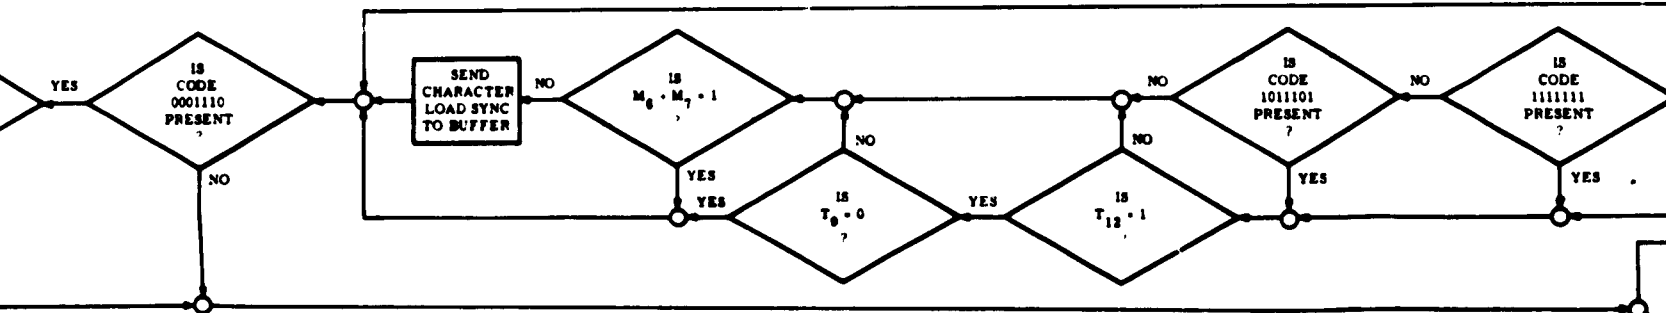 YES
IS
CODE
0001110
PRESENT
?
NO
SEND
CHARACTER
LOAD SYNC
TO BUFFER
NO
IS
M6 · M7 = 1
?
YES
YES
NO
IS
T9 = 0
?
YES
NO
IS
T12 = 1
NO
IS
CODE
1011101
PRESENT
?
YES
NO
IS
CODE
1111111
PRESENT
?
YES